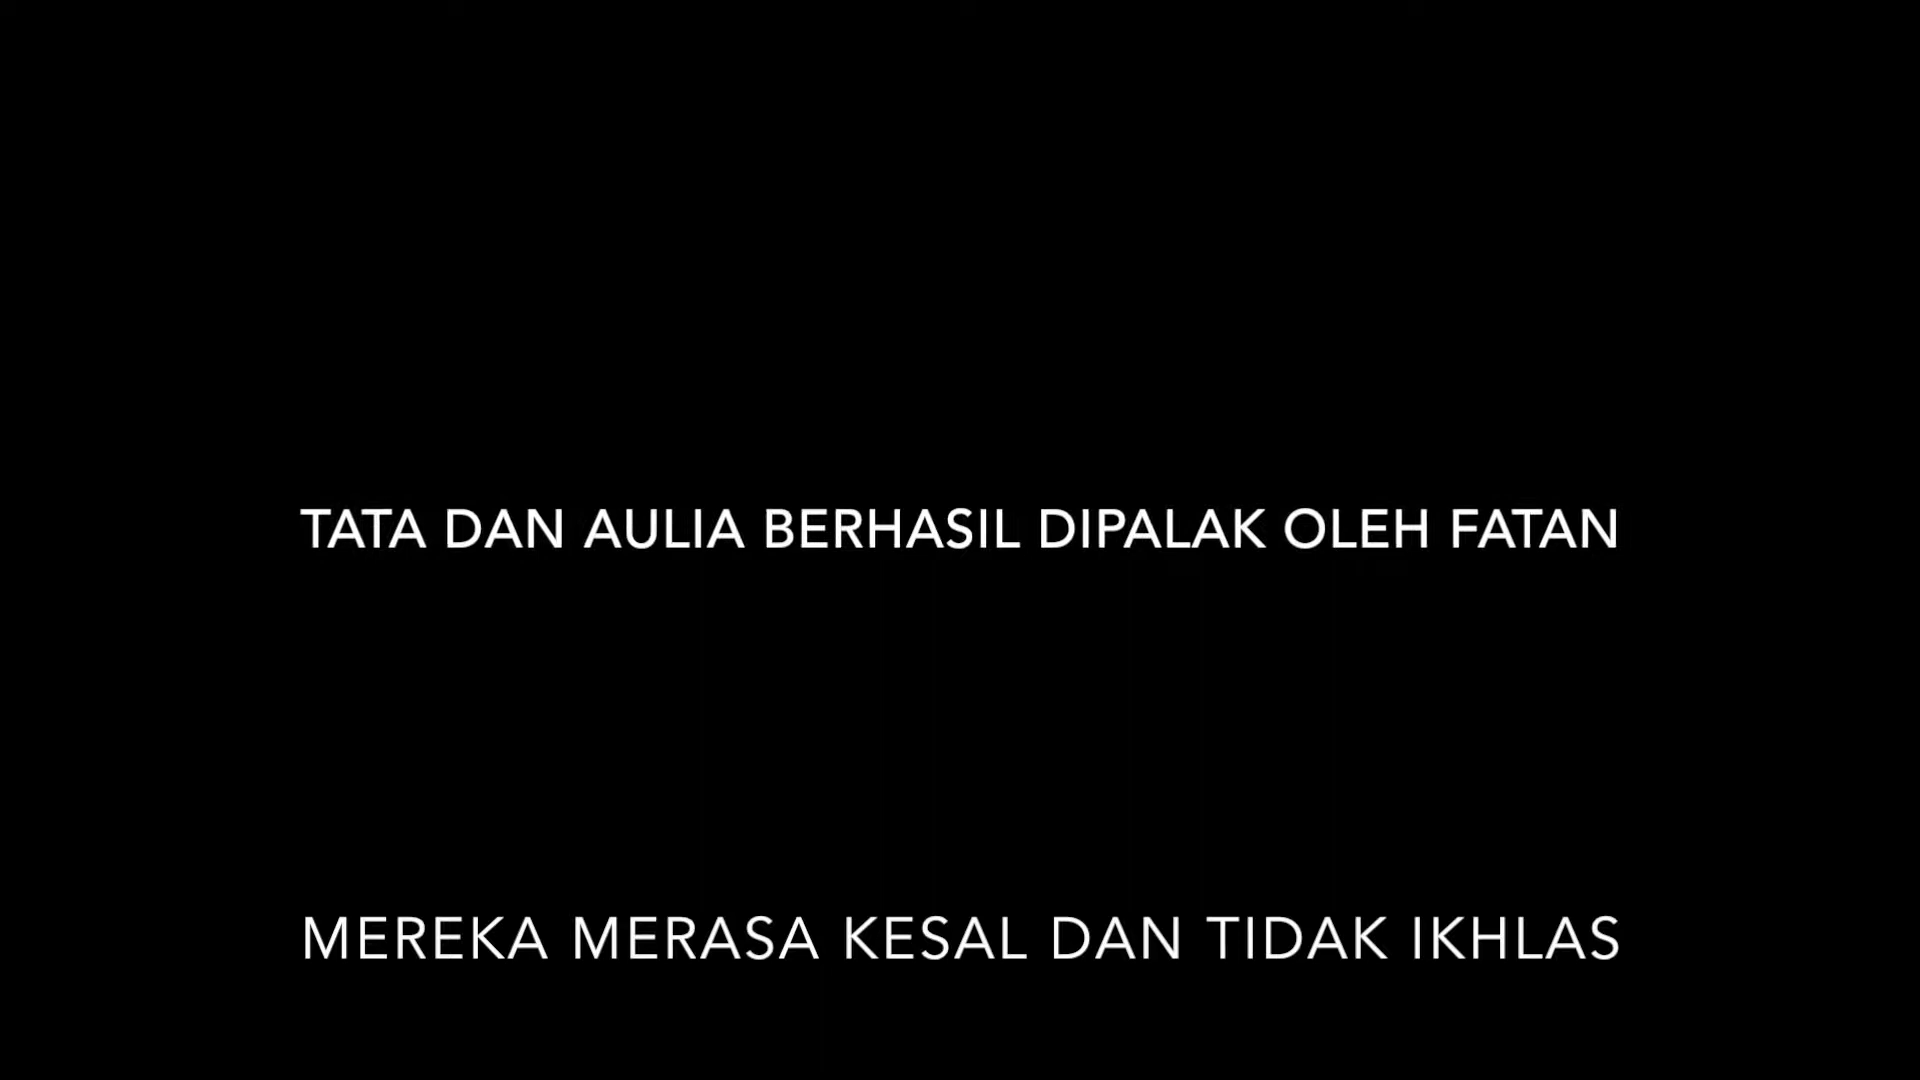 TATA DAN AULIA BERHASIL DIPALAK OLEH FATAN
MEREKA MERASA KESAL DAN TIDAK IKHLAS